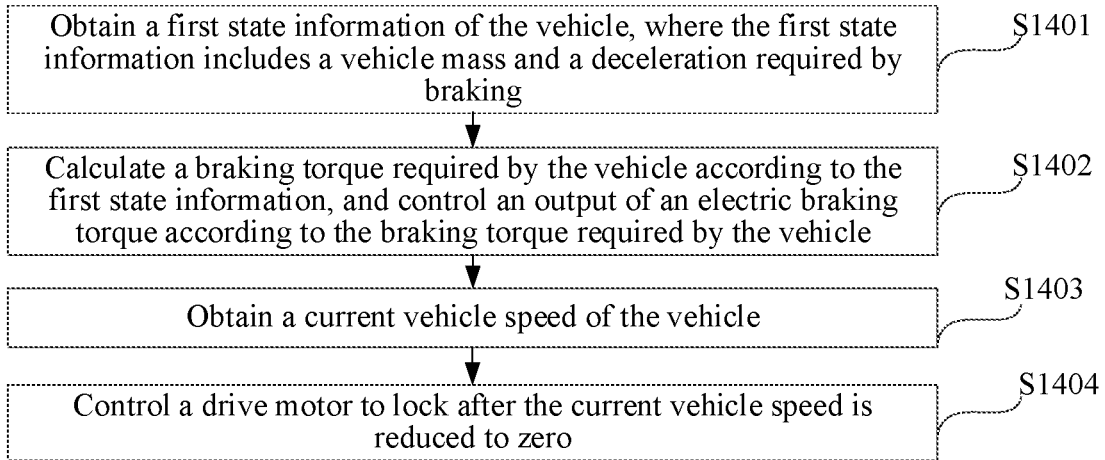 Obtain a first state information of the vehicle, where the first state
information includes a vehicle mass and a deceleration required by
braking
S1401
Calculate a braking torque required by the vehicle according to the
first state information, and control an output of an electric braking
torque according to the braking torque required by the vehicle
S1402
Obtain a current vehicle speed of the vehicle
S1403
Control a drive motor to lock after the current vehicle speed is
reduced to zero
S1404